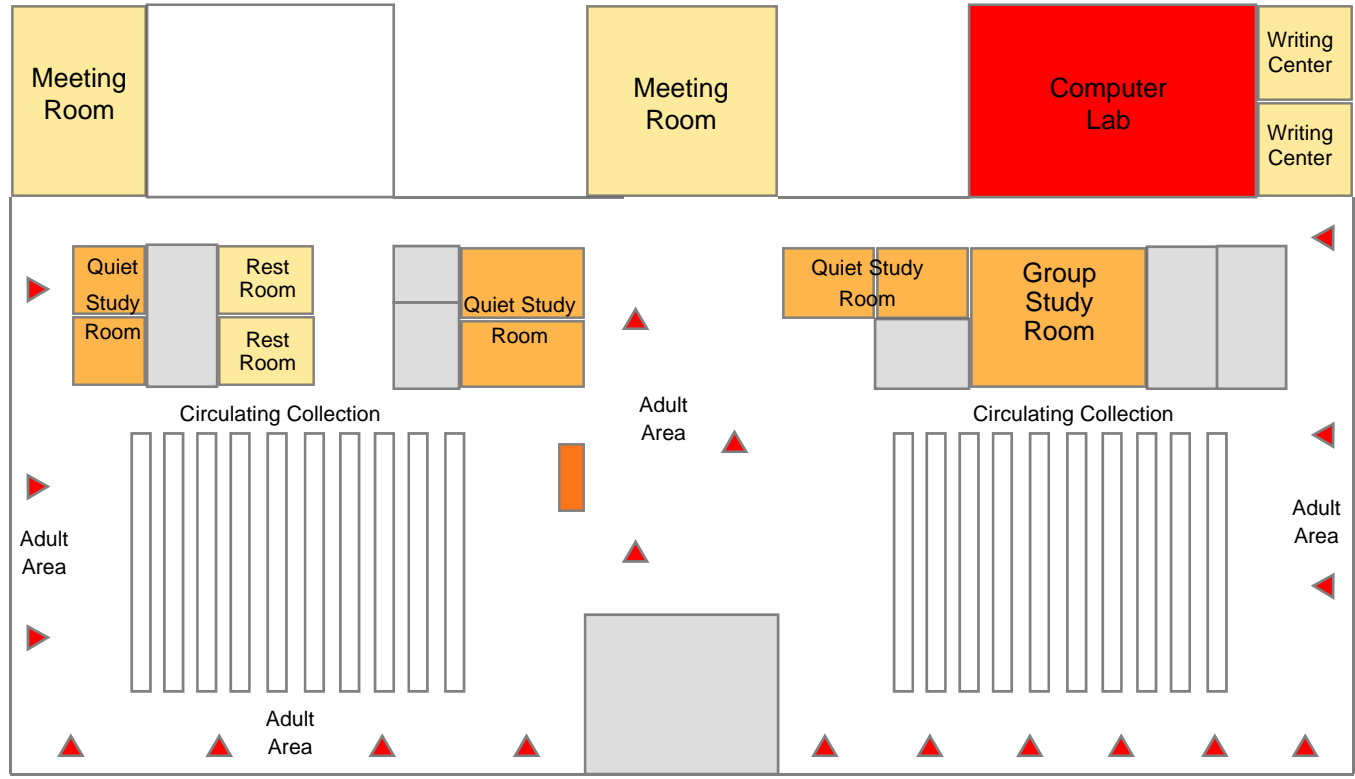 Meeting
Room
Meeting
Room
Computer
Lab
Writing
Center
Writing
Center
Quiet
Study
Room
Rest
Room
Rest
Room
Quiet Study
Room
Quiet Study
Room
Group
Study
Room
Circulating Collection
Adult
Area
Circulating Collection
Adult
Area
Adult
Area
Adult
Area